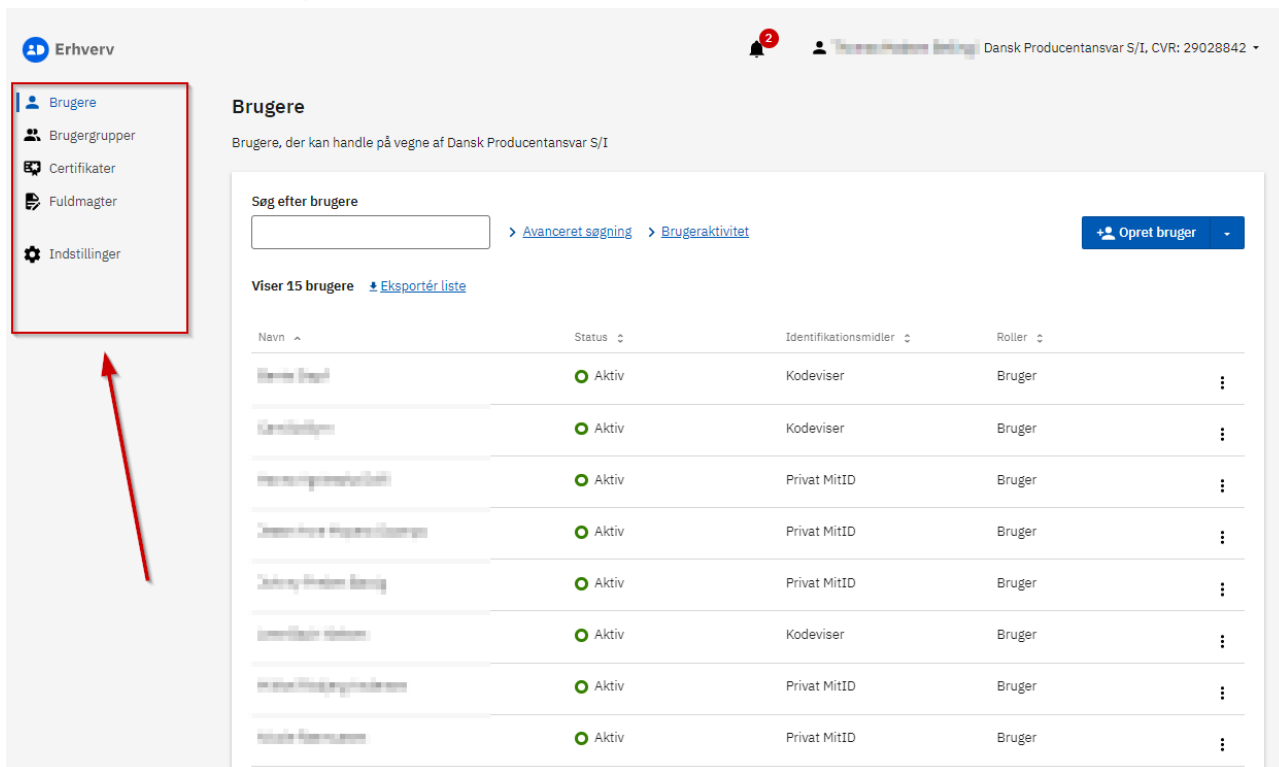 Erhverv
2
Dansk Producentansvar S/I, CVR: 29028842
Brugere
Brugergrupper
Certifikater
Fuldmagter
Indstillinger
Brugere
Brugere, der kan handle på vegne af Dansk Producentansvar S/I
Søg efter brugere
Avanceret søgning Brugeraktivitet
Opret bruger
Viser 15 brugere Eksportér liste
Navn Status Identifikationsmidler Roller
Aktiv Kodeviser Bruger
Aktiv Kodeviser Bruger
Aktiv Privat MitID Bruger
Aktiv Privat MitID Bruger
Aktiv Privat MitID Bruger
Aktiv Kodeviser Bruger
Aktiv Privat MitID Bruger
Aktiv Privat MitID Bruger